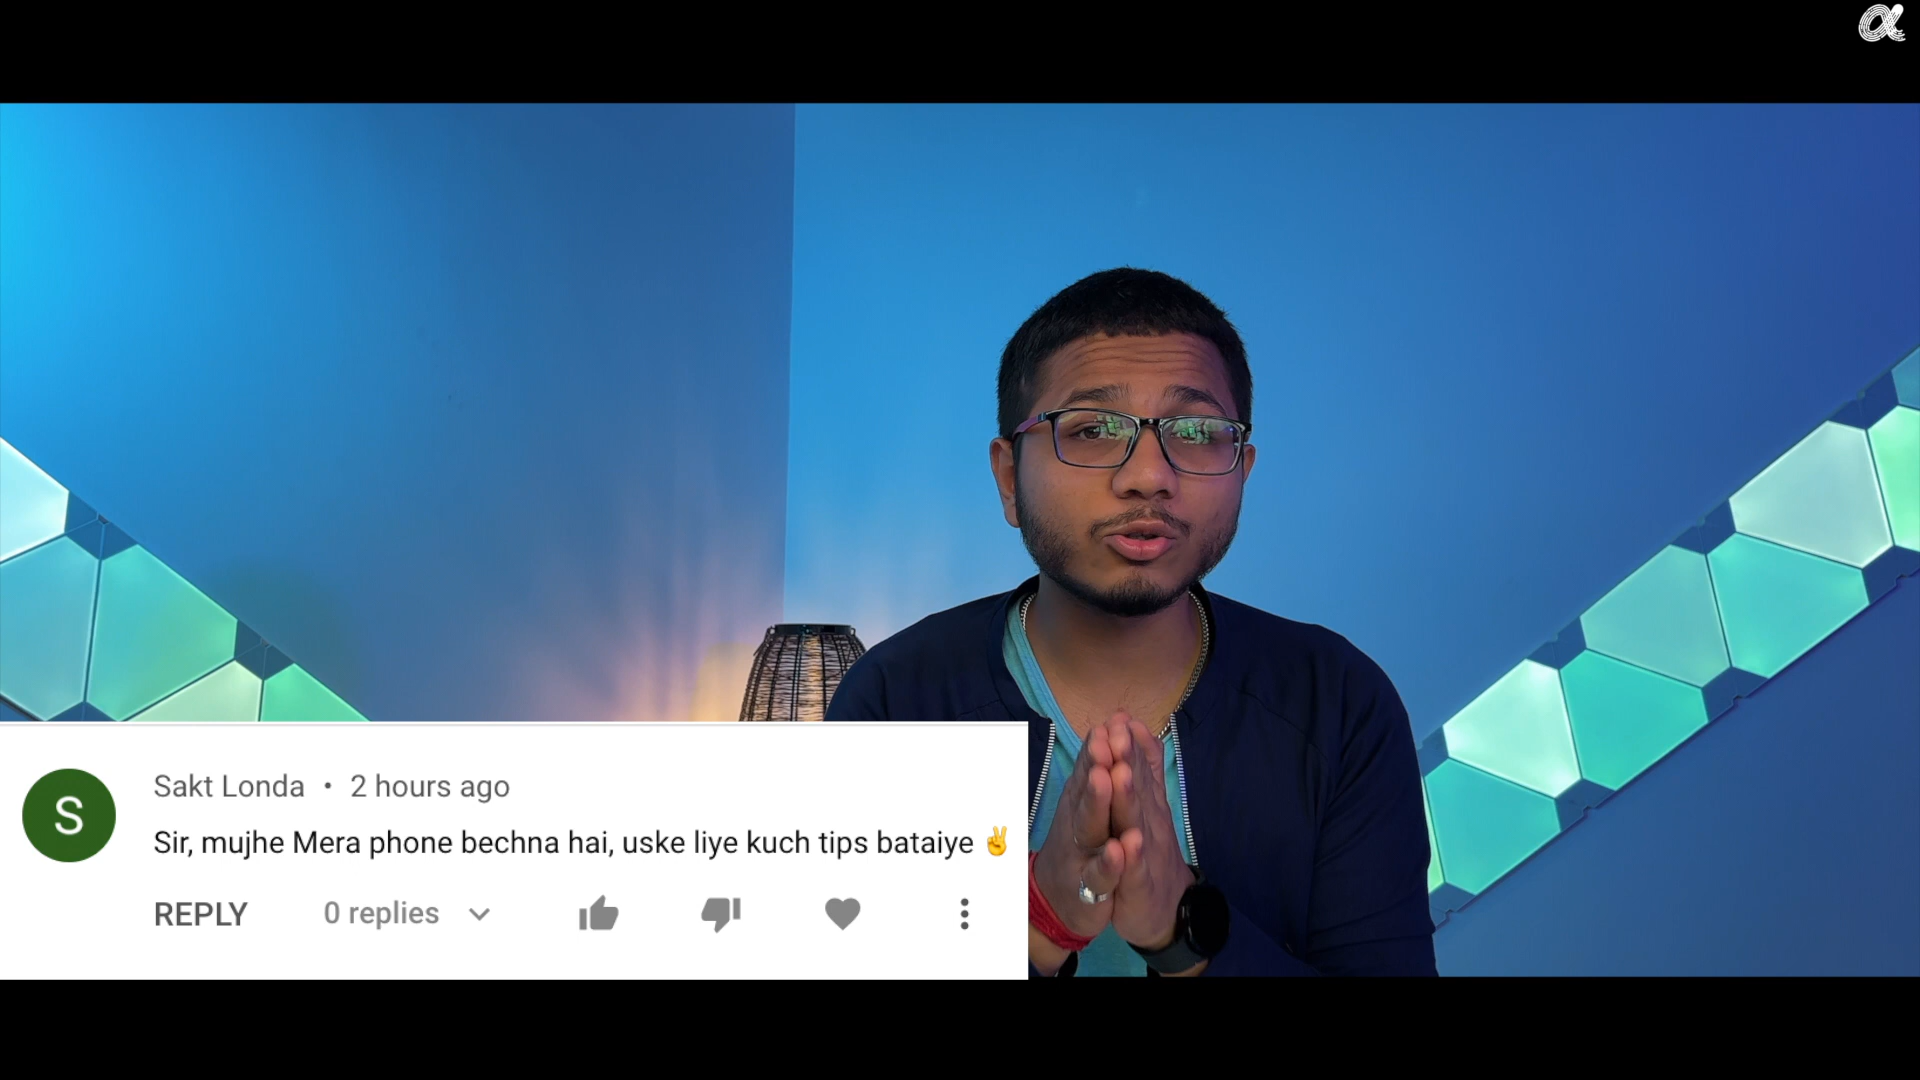 S
Sakt Londa • 2 hours ago
Sir, mujhe Mera phone bechna hai, uske liye kuch tips bataiye ✌
REPLY 0 replies